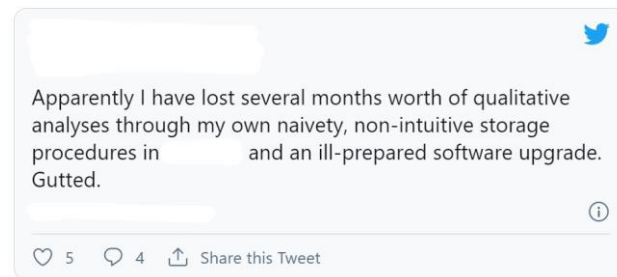 Apparently I have lost several months worth of qualitative
analyses through my own naivety, non-intuitive storage
procedures in and an ill-prepared software upgrade.
Gutted.
5 4 Share this Tweet